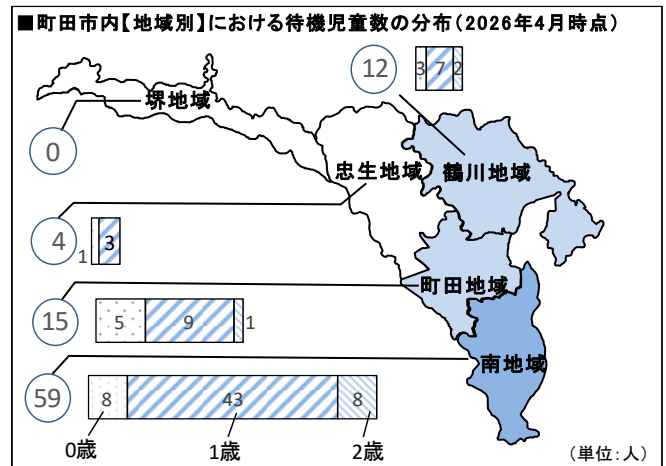 ■町田市内【地域別】における待機児童数の分布(2026年4月時点)
12
3 7 2
堺地域
0
忠生地域
鶴川地域
4
1 3
町田地域
15
5 9 1
南地域
59
8 43 8
0歳 1歳 2歳
(単位:人)